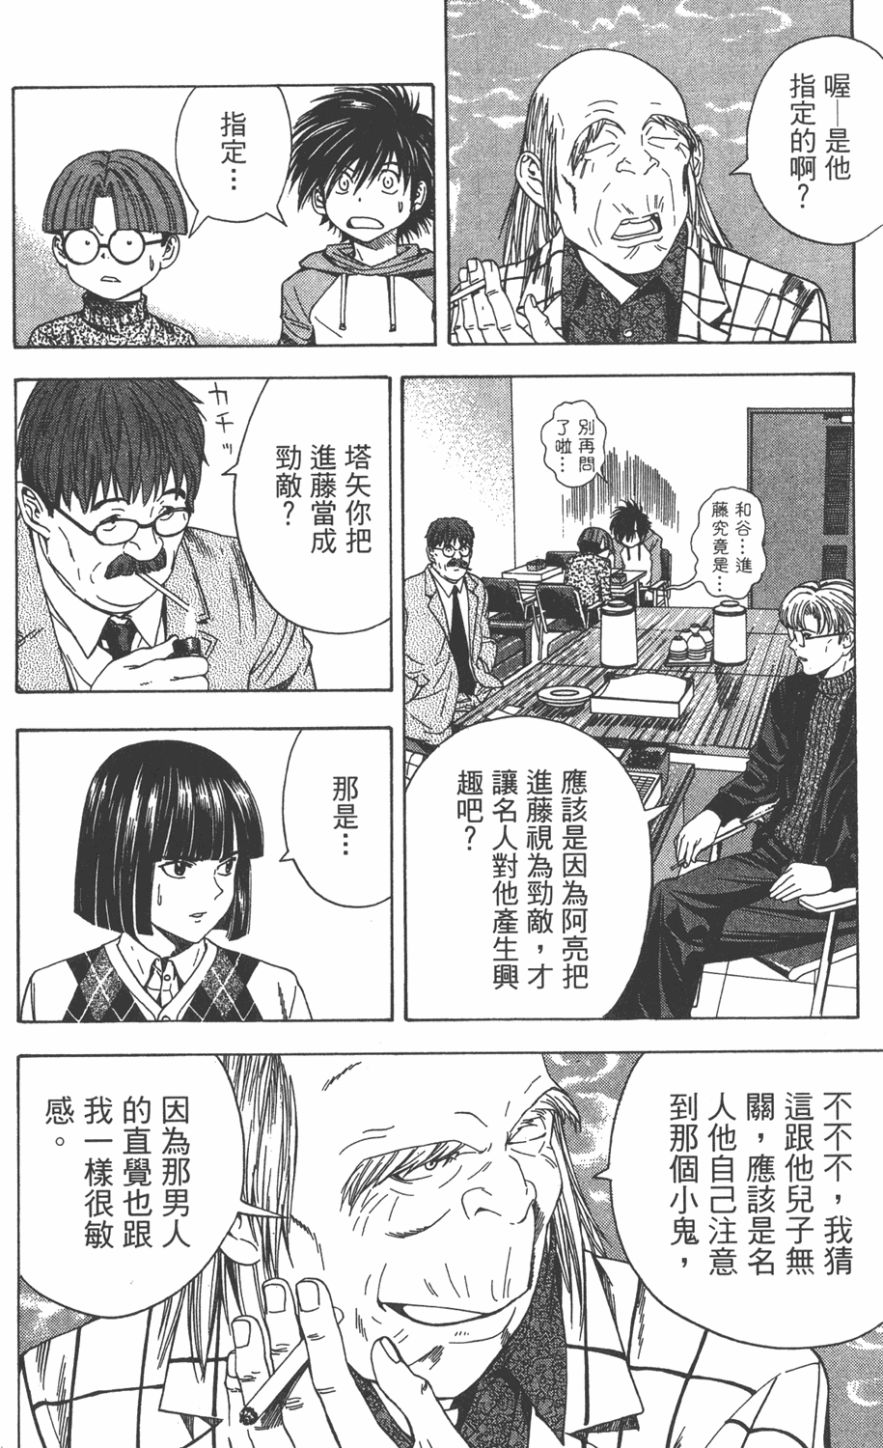 喔—是他
指定的啊？
指定…
別再問
了啦…
和谷…進
藤究竟是…
應該是因為阿亮把
進藤視為勁敵，才
讓名人對他產生興
趣吧？
カチッ
塔矢你把
進藤當成
勁敵？
那是…
不不不，我猜
這跟他兒子無
關，應該是名
人他自己注意
到那個小鬼，
因為那男人
的直覺也跟
我一樣很敏
感。